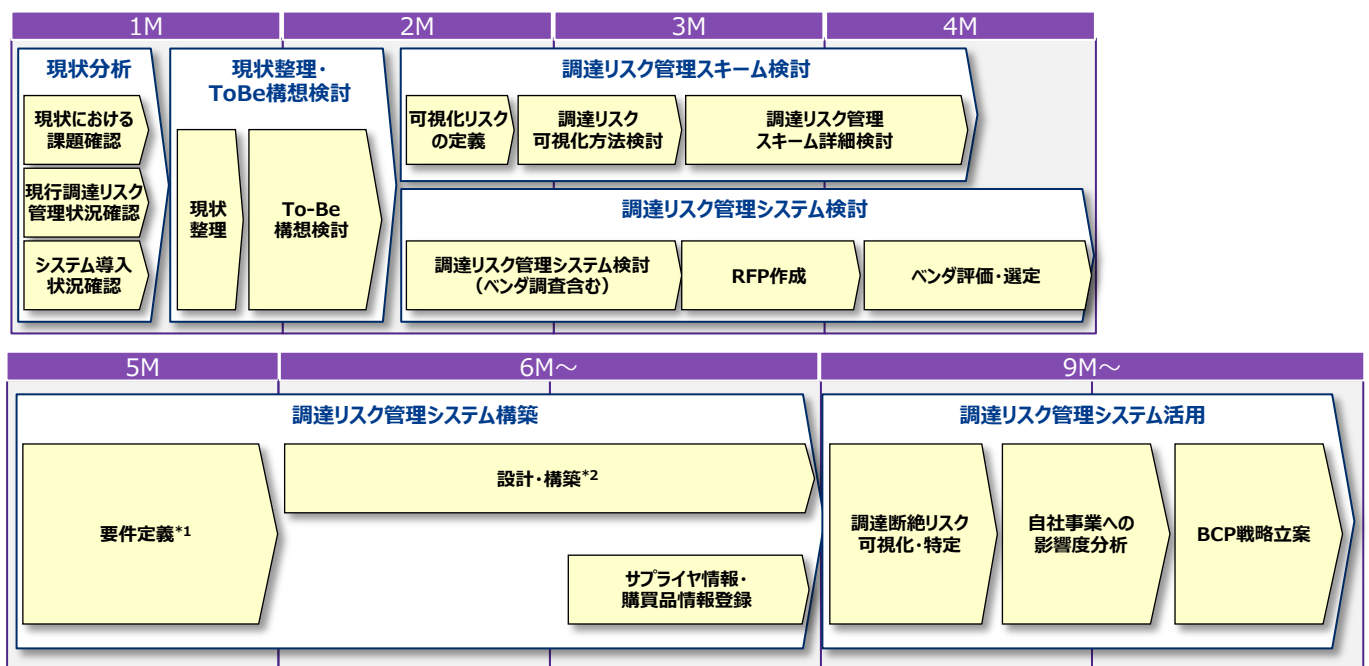 1M
2M
3M
4M
現状分析
現状における
課題確認
現行調達リスク
管理状況確認
システム導入
状況確認
現状整理・
ToBe構想検討
現状
整理
To-Be
構想検討
調達リスク管理スキーム検討
可視化リスク
の定義
調達リスク
可視化方法検討
調達リスク管理
スキーム詳細検討
調達リスク管理システム検討
調達リスク管理システム検討
(ベンダ調査含む)
RFP作成
ベンダ評価・選定
5M
6M～
9M～
調達リスク管理システム構築
要件定義*1
設計・構築*2
サプライヤ情報・
購買品情報登録
調達リスク管理システム活用
調達断絶リスク
可視化・特定
自社事業への
影響度分析
BCP戦略立案